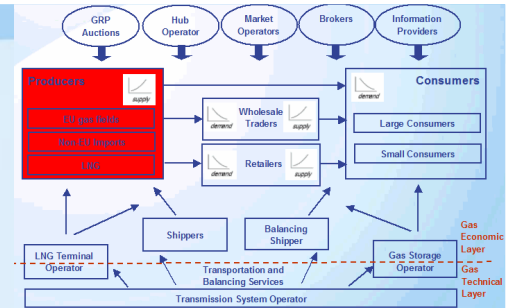 GRP
Auctions
Hub
Operator
Market
Operators
Brokers
Information
Providers
Producers
supply
EU gas fields
Non EU Imports
LNG
Wholesale
Traders
demand
supply
Retailers
demand
supply
Consumers
demand
Large Consumers
Small Consumers
Shippers
Balancing
Shipper
LNG Terminal
Operator
Gas Storage
Operator
Transportation and
Balancing Services
Transmission System Operator
Gas
Economic
Layer
Gas
Technical
Layer